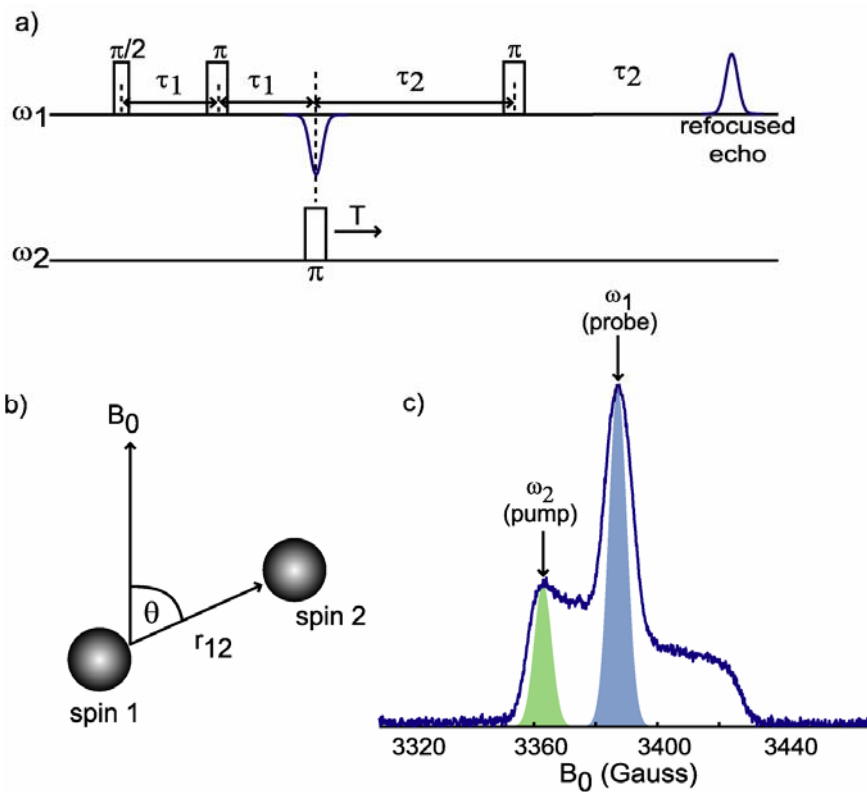 a)
π/2 π π
τ1 τ1 τ2 τ2
ω1
refocused
echo
T
ω2
π
b)
B0
θ
r12
spin 1
spin 2
c)
ω1
(probe)
ω2
(pump)
3320 3360 3400 3440
B0 (Gauss)